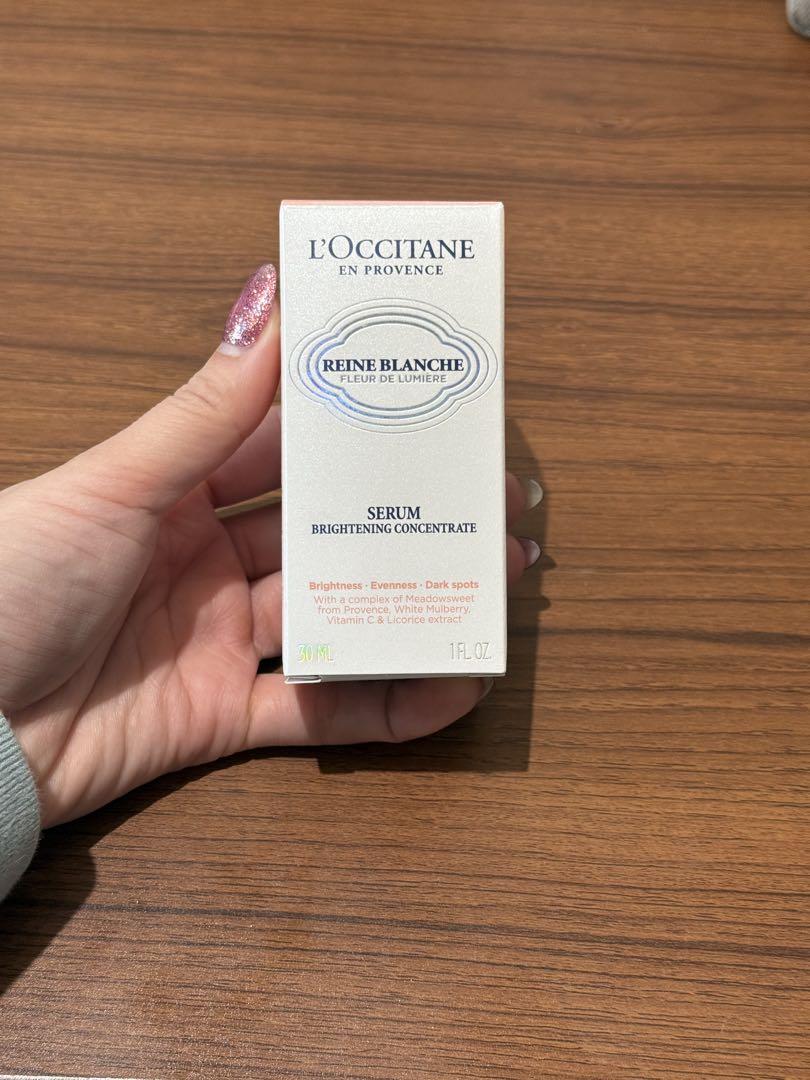 L'OCCITANE
EN PROVENCE
REINE BLANCHE
FLEUR DE LUMIÈRE
SERUM
BRIGHTENING CONCENTRATE
Brightness · Evenness · Dark spots
With a complex of Meadowsweet
from Provence, White Mulberry,
Vitamin C & Licorice extract
30 ML 1 FL. OZ.